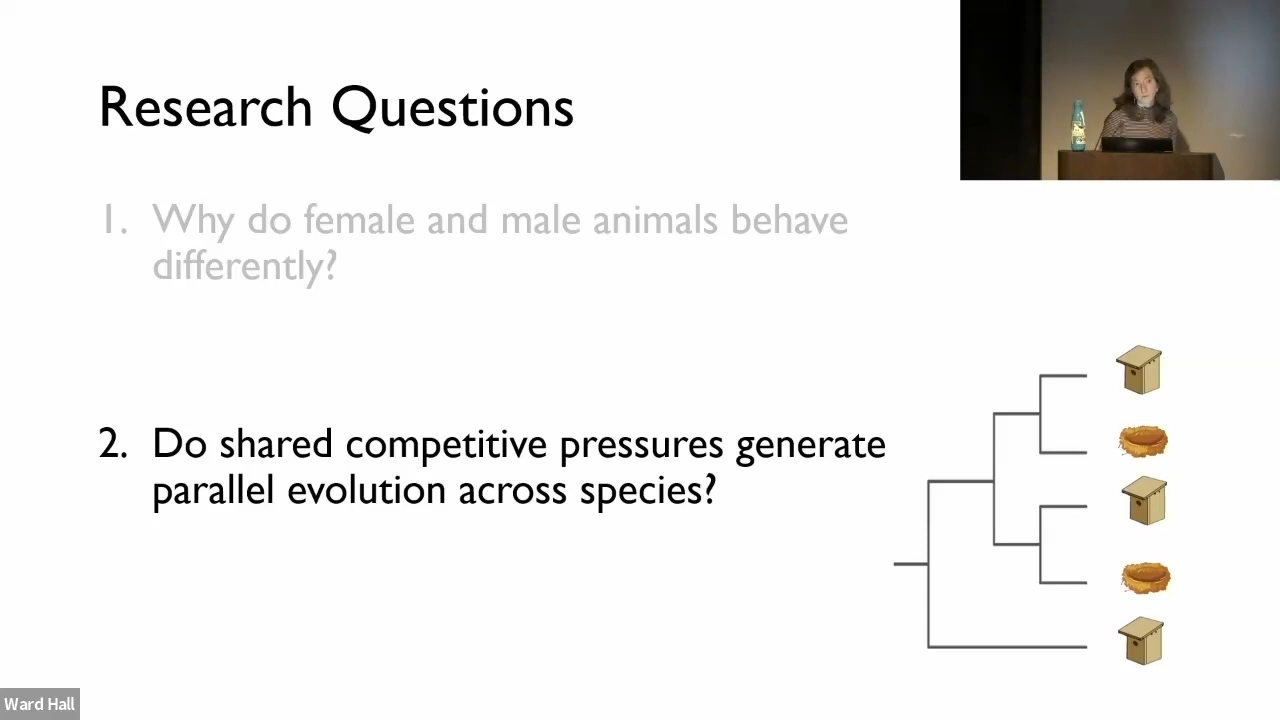 Research Questions
1. Why do female and male animals behave
differently?
2. Do shared competitive pressures generate
parallel evolution across species?
Ward Hall